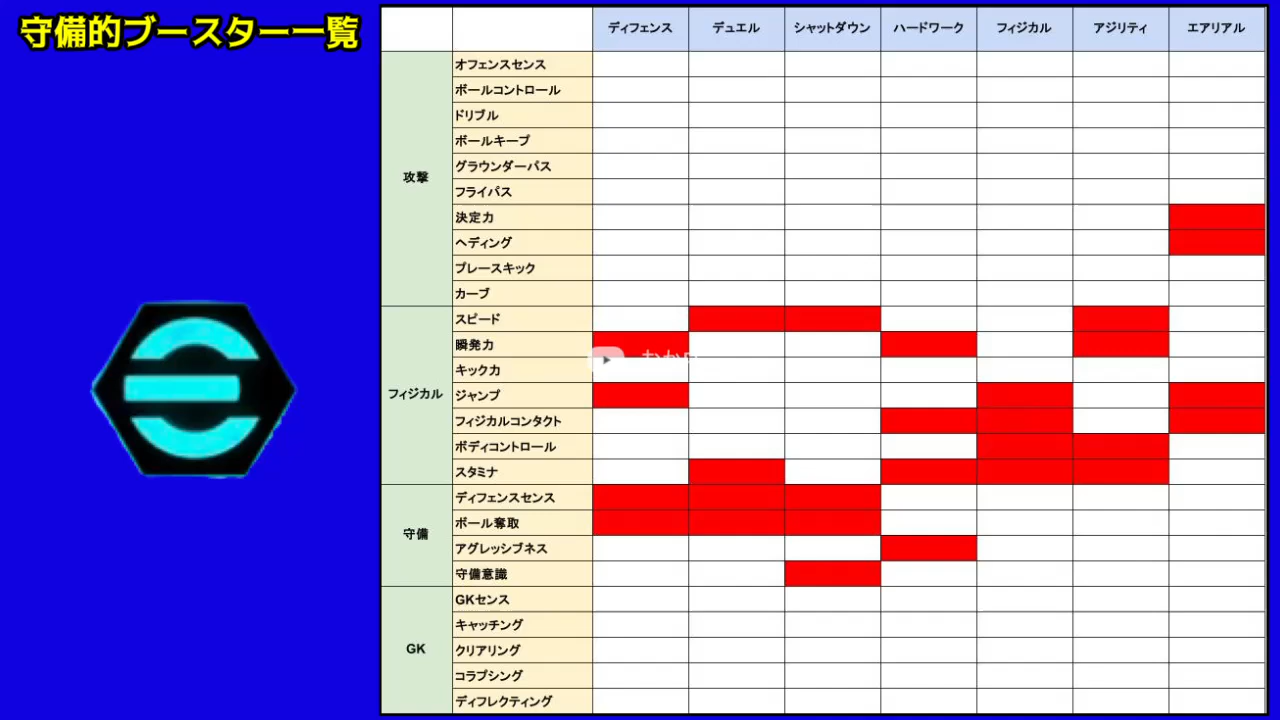 守備的ブースター一覧
ディフェンス デュエル シャットダウン ハードワーク フィジカル アジリティ エアリアル
攻撃
オフェンスセンス
ボールコントロール
ドリブル
ボールキープ
グラウンダーパス
フライパス
決定力
ヘディング
プレースキック
カーブ
フィジカル
スピード
瞬発力
キック力
ジャンプ
フィジカルコンタクト
ボディコントロール
スタミナ
守備
ディフェンスセンス
ボール奪取
アグレッシブネス
守備意識
GK
GKセンス
キャッチング
クリアリング
コラプシング
ディフレクティング